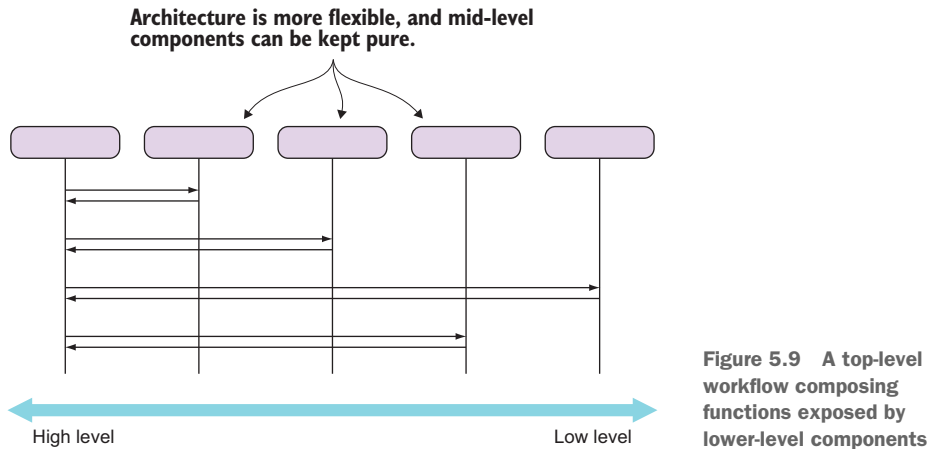 Architecture is more flexible, and mid-level
components can be kept pure.
High level
Low level
Figure 5.9 A top-level
workflow composing
functions exposed by
lower-level components